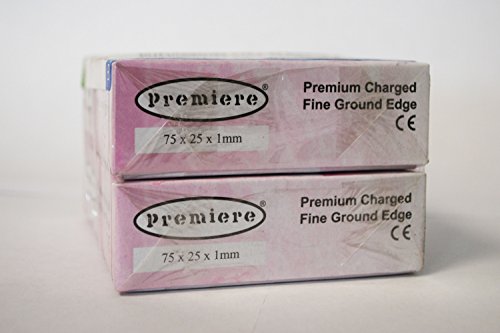 Premiere®
75 x 25 x 1mm
Premium Charged
Fine Ground Edge
CE
Premiere®
75 x 25 x 1mm
Premium Charged
Fine Ground Edge
CE